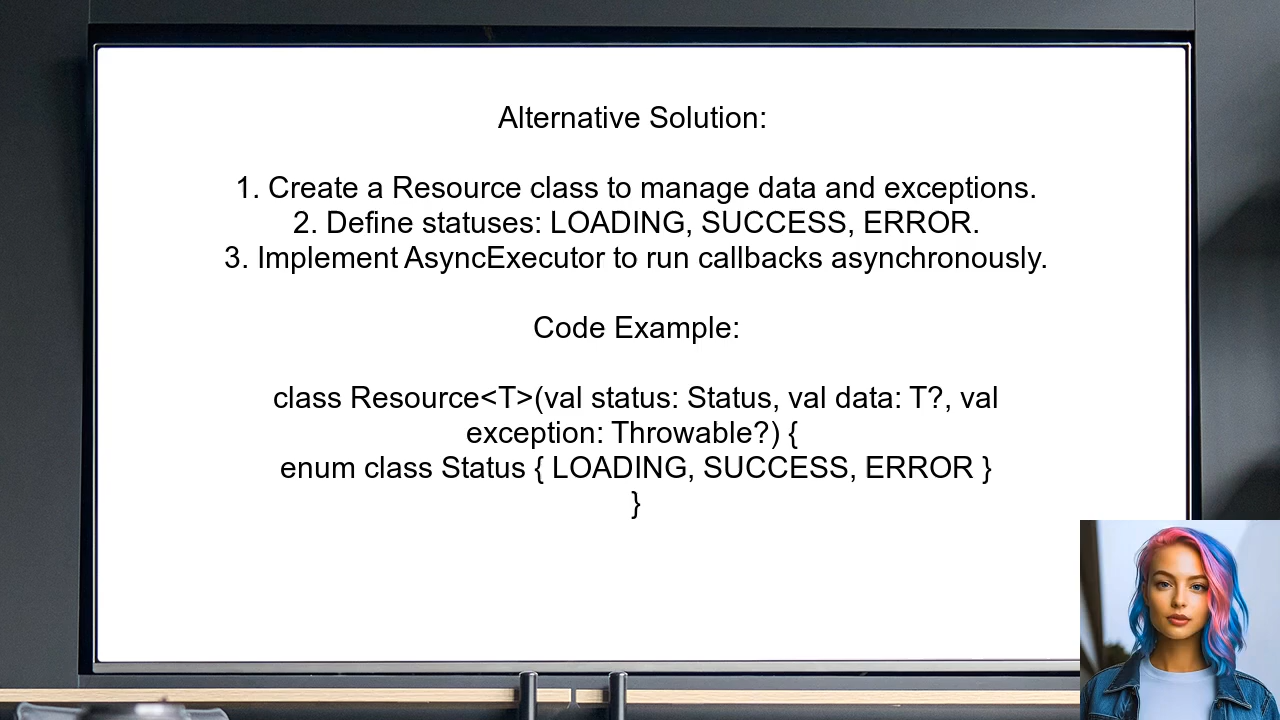 Alternative Solution:
1. Create a Resource class to manage data and exceptions.
2. Define statuses: LOADING, SUCCESS, ERROR.
3. Implement AsyncExecutor to run callbacks asynchronously.
Code Example:
class Resource<T>(val status: Status, val data: T?, val
exception: Throwable?) {
enum class Status { LOADING, SUCCESS, ERROR }
}